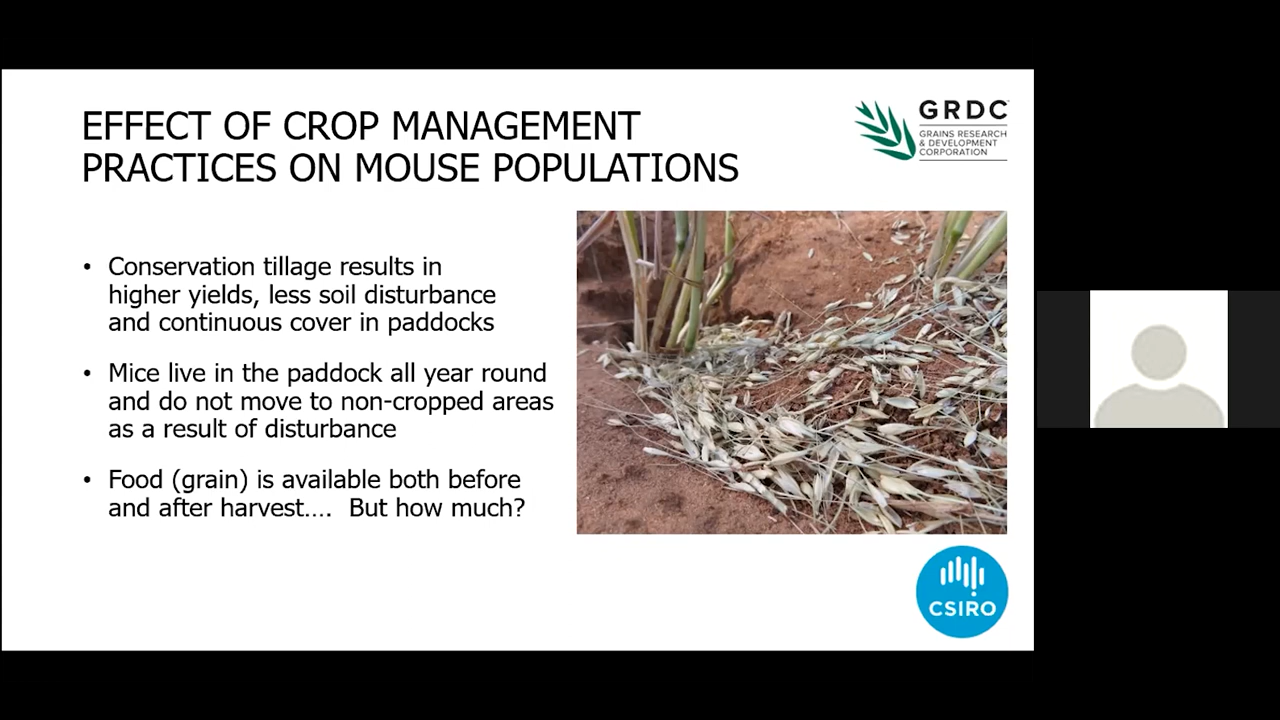 EFFECT OF CROP MANAGEMENT
PRACTICES ON MOUSE POPULATIONS
GRDC
GRAINS RESEARCH
& DEVELOPMENT
CORPORATION
• Conservation tillage results in
higher yields, less soil disturbance
and continuous cover in paddocks
• Mice live in the paddock all year round
and do not move to non-cropped areas
as a result of disturbance
• Food (grain) is available both before
and after harvest.... But how much?
CSIRO